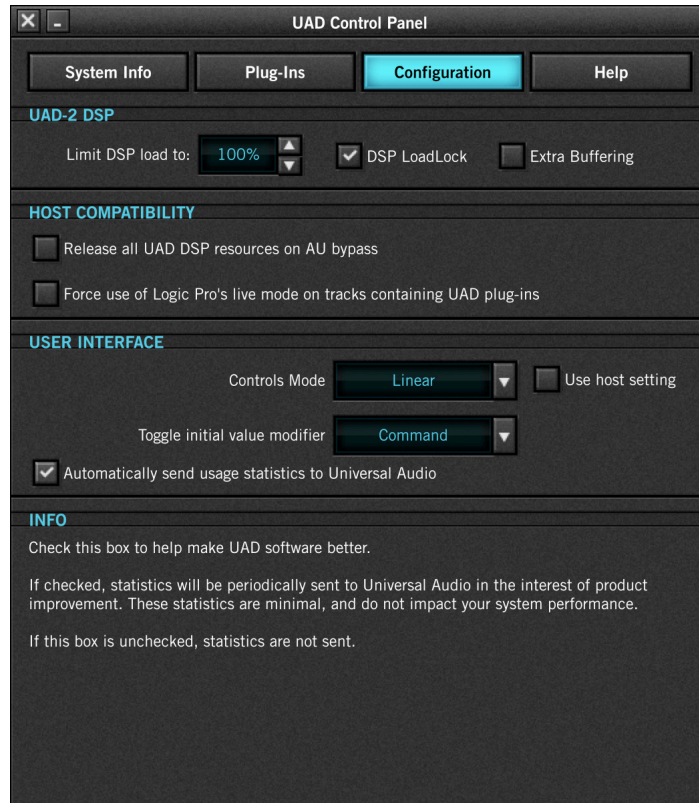 UAD Control Panel
System Info Plug-Ins Configuration Help
UAD-2 DSP
Limit DSP load to: 100% DSP LoadLock Extra Buffering
HOST COMPATIBILITY
Release all UAD DSP resources on AU bypass
Force use of Logic Pro's live mode on tracks containing UAD plug-ins
USER INTERFACE
Controls Mode Linear Use host setting
Toggle initial value modifier Command
Automatically send usage statistics to Universal Audio
INFO
Check this box to help make UAD software better.
If checked, statistics will be periodically sent to Universal Audio in the interest of product
improvement. These statistics are minimal, and do not impact your system performance.
If this box is unchecked, statistics are not sent.